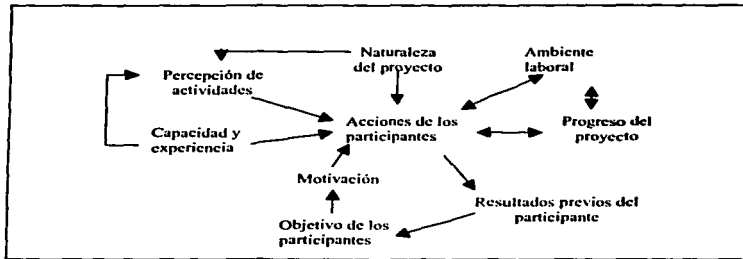 Naturaleza
del proyecto
Ambiente
laboral
Percepción de
actividades
Acciones de los
participantes
Progreso del
proyecto
Capacidad y
experiencia
Motivación
Resultados previos del
participante
Objetivo de los
participantes